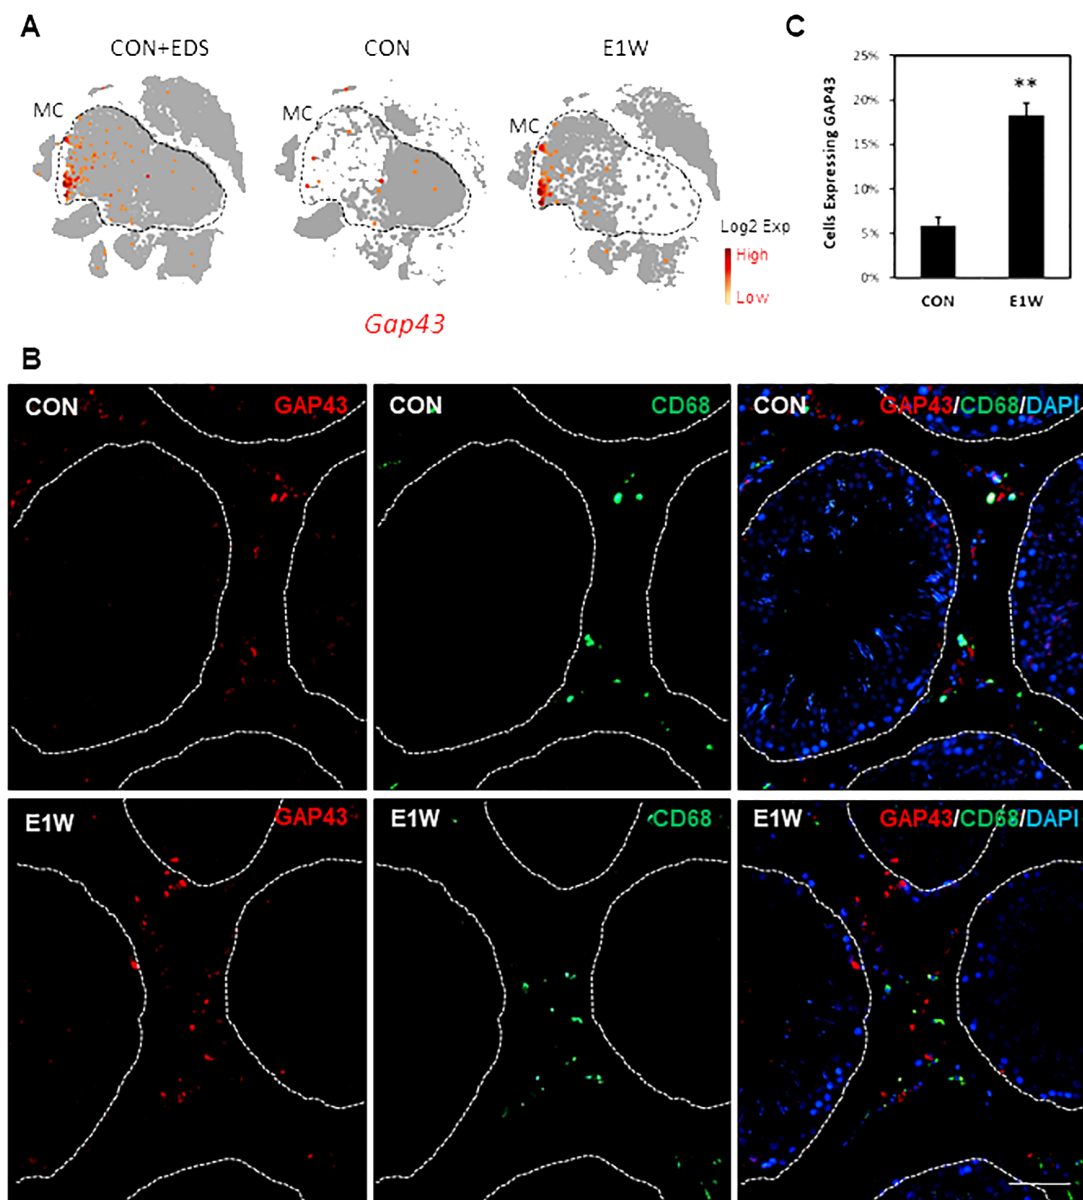 A
CON+EDS
CON
E1W
MC
MC
Log2 Exp
High
Low
Gap43
C
Cells Expressing GAP43
25%
20%
15%
10%
5%
0%
**
CON
E1W
B
CON
GAP43
CON
CD68
CON
GAP43/CD68/DAPI
E1W
GAP43
E1W
CD68
E1W
GAP43/CD68/DAPI